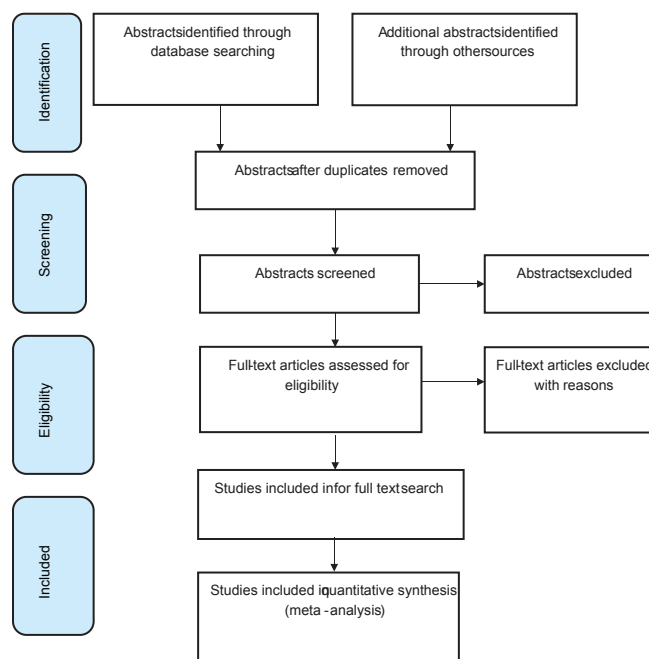 Identification
Abstractsidentified through
database searching
Additional abstractsidentified
through othersources
Abstractsafter duplicates removed
Screening
Abstracts screened
Abstractsexcluded
Eligibility
Full-text articles assessed for
eligibility
Full-text articles excluded
with reasons
Studies included infor full textsearch
Included
Studies included inquantitative synthesis
(meta -analysis)